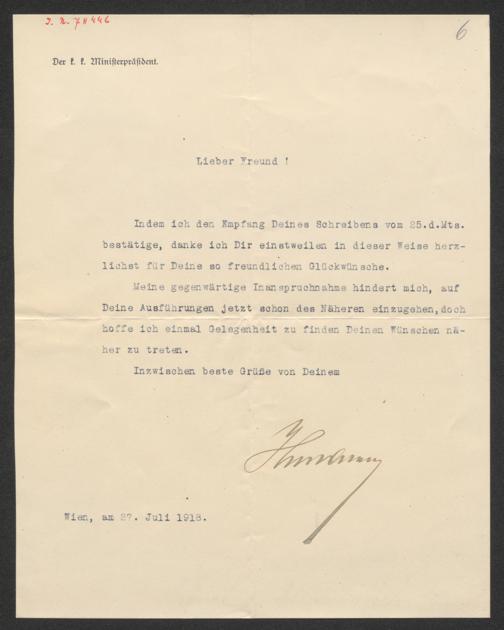 J. N. 711446
6
Der k. k. Ministerpräsident.
Lieber Freund !
Indem ich den Empfang Deines Schreibens vom 25.d.Mts.
bestätige, danke ich Dir einstweilen in dieser Weise herz-
lichst für Deine so freundlichen Glückwünsche.
Meine gegenwärtige Inanspruchnahme hindert mich, auf
Deine Ausführungen jetzt schon des Näheren einzugehen,doch
hoffe ich einmal Gelegenheit zu finden Deinen Wünschen nä-
her zu treten.
Inzwischen beste Grüße von Deinem
Wien, am 27. Juli 1918.